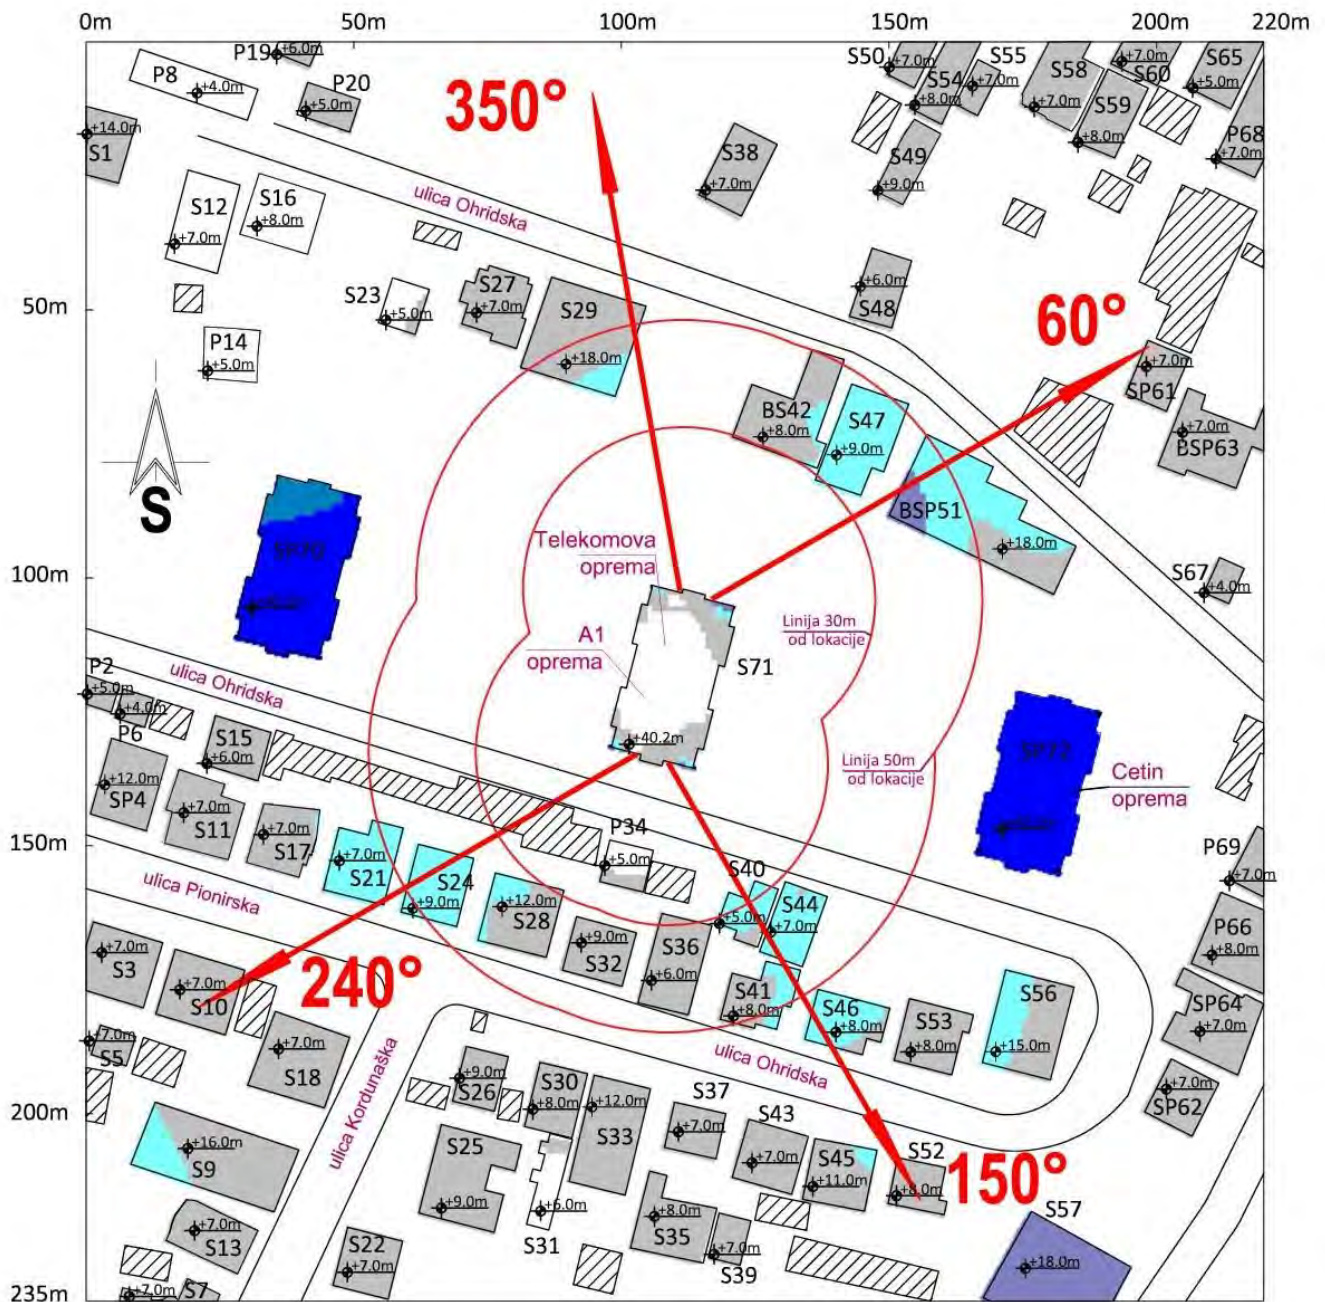 0m
50m
100m
150m
200m
220m
P19
+6.0m
P8
+4.0m
P20
+5.0m
350°
S50
+7.0m
S54
+8.0m
S55
+7.0m
S58
+7.0m
+7.0m
S60
S65
+5.0m
S59
+8.0m
P68
+7.0m
+14.0m
S1
S38
+7.0m
S49
+9.0m
ulica Ohridska
S12
+7.0m
S16
+8.0m
S23
+5.0m
S27
+7.0m
S29
+18.0m
+6.0m
S48
50m
60°
P14
+5.0m
+7.0m
SP61
BS42
+8.0m
S47
+9.0m
+7.0m
BSP63
S
BSP51
+18.0m
SP70
Telekomova
oprema
100m
S67
+4.0m
Linija 30m
od lokacije
A1
oprema
S71
P2
+5.0m
+4.0m
P6
ulica Ohridska
+40.2m
SP72
Linija 50m
od lokacije
Cetin
oprema
S15
+6.0m
+12.0m
SP4
+7.0m
S11
+7.0m
S17
150m
+7.0m
S21
S24
+9.0m
+12.0m
S28
P34
+5.0m
S40
+5.0m
S44
+7.0m
P69
+7.0m
ulica Pionirska
+9.0m
S32
S36
+6.0m
P66
+8.0m
+7.0m
S3
+7.0m
S10
240°
S41
+8.0m
S46
+8.0m
S53
+8.0m
S56
+15.0m
SP64
+7.0m
+7.0m
S5
+7.0m
S18
ulica Ohridska
+9.0m
S26
S30
+8.0m
+12.0m
S33
S37
+7.0m
S43
+7.0m
+7.0m
SP62
200m
ulica Kordunaška
+16.0m
S9
S25
+9.0m
+6.0m
S31
S45
+11.0m
S52
+8.0m
150°
+8.0m
S35
+7.0m
S39
S57
+18.0m
+7.0m
S13
S22
+7.0m
235m
+7.0m
S7